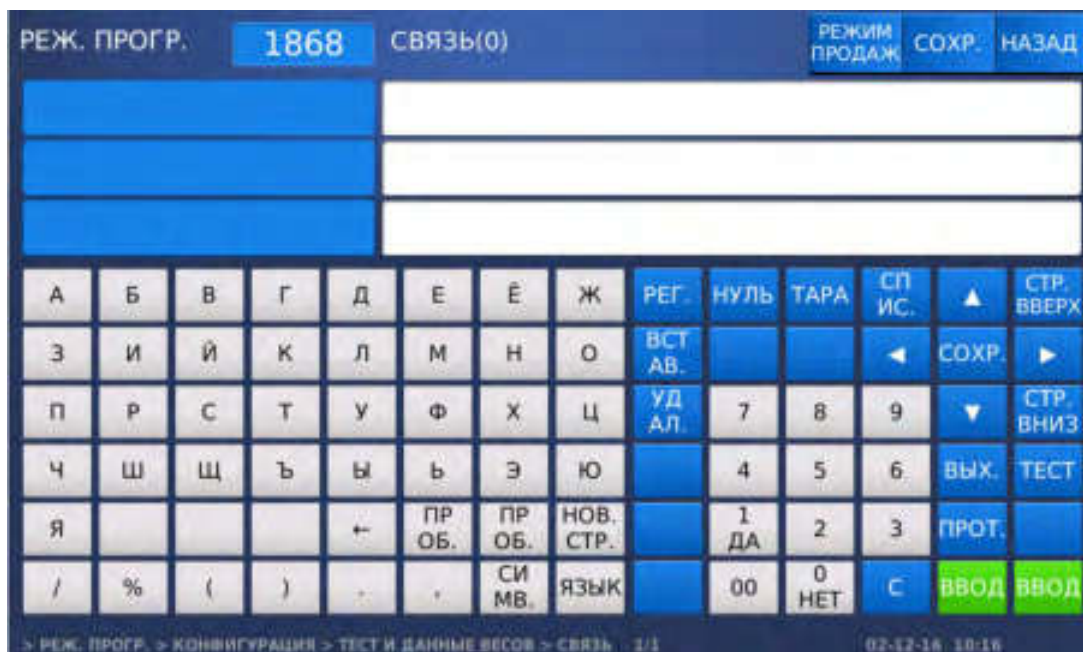 РЕЖ. ПРОГР. 1868 СВЯЗЬ(0) РЕЖИМ ПРОДАЖ СОХР. НАЗАД
А Б В Г Д Е Ё Ж РЕГ. НУЛЬ ТАРА СП ИС. ▲ СТР. ВВЕРХ
З И Й К Л М Н О ВСТ АВ. ◄ СОХР. ►
П Р С Т У Ф Х Ц УД АЛ. 7 8 9 ▼ СТР. ВНИЗ
Ч Ш Щ Ъ Ы Ь Э Ю 4 5 6 ВЫХ. ТЕСТ
Я ← ПР ОБ. ПР ОБ. НОВ. СТР. 1 ДА 2 3 ПРОТ.
/ % ( ) . , СИ МВ. ЯЗЫК 00 0 НЕТ С ВВОД ВВОД
> РЕЖ. ПРОГР. > КОНФИГУРАЦИЯ > ТЕСТ И ДАННЫЕ ВЕСОВ > СВЯЗЬ 1/1 02-12-16 10:16